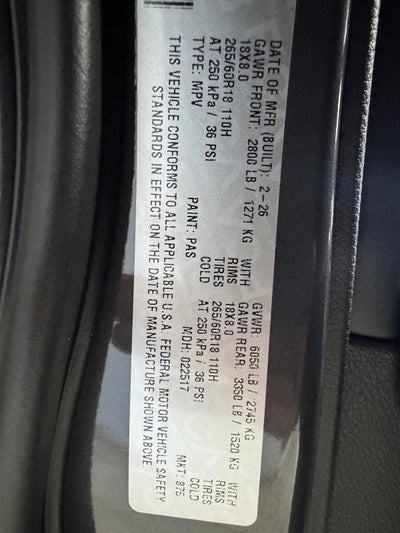 DATE OF MFR (BUILT): 2-26 GVWR: 6050 LB / 2745 KG
GAWR FRONT: 2800 LB / 1271 KG WITH GAWR REAR: 3350 LB / 1520 KG WITH
18X8.0 RIMS 18X8.0 RIMS
265/60R18 110H TIRES 265/60R18 110H TIRES
AT 250 kPa / 36 PSI COLD AT 250 kPa / 36 PSI COLD
TYPE: MPV PAINT: PAS MDH: 022517 MKT: 875
THIS VEHICLE CONFORMS TO ALL APPLICABLE U.S.A. FEDERAL MOTOR VEHICLE SAFETY
STANDARDS IN EFFECT ON THE DATE OF MANUFACTURE SHOWN ABOVE.